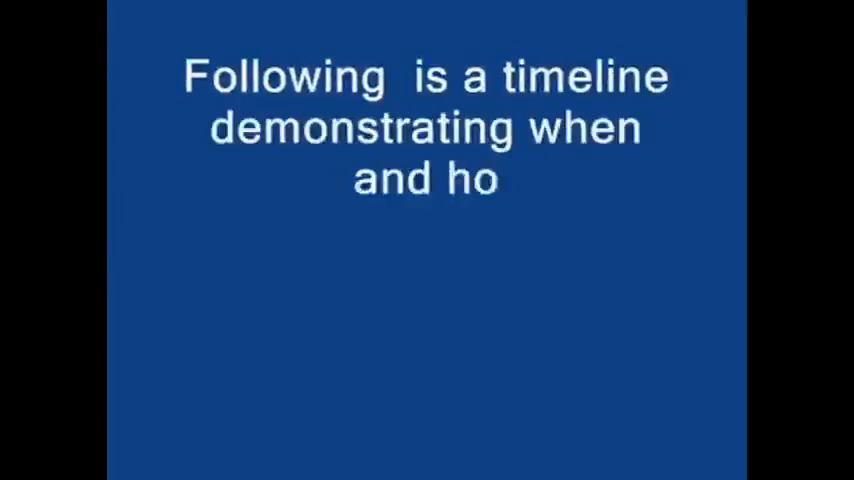 Following  is a timeline
demonstrating when
and ho